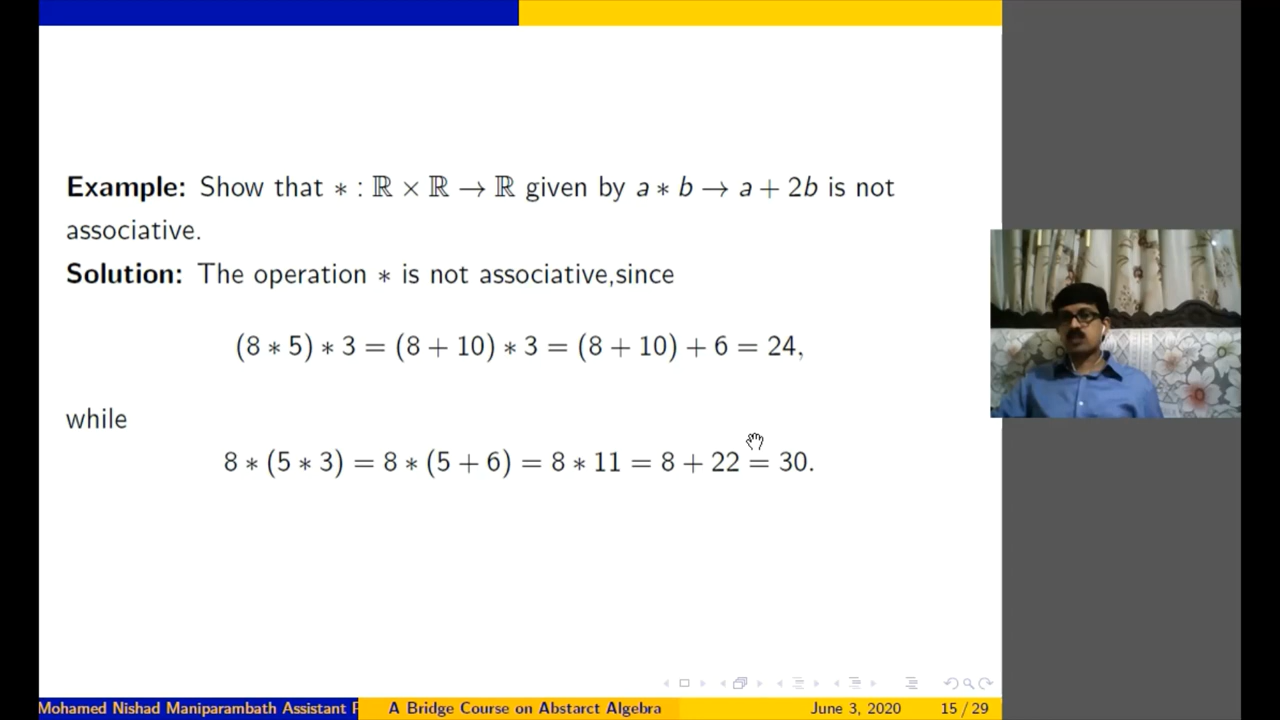 Example: Show that ∗ : ℝ × ℝ → ℝ given by a ∗ b → a + 2b is not
associative.
Solution: The operation ∗ is not associative,since
(8 ∗ 5) ∗ 3 = (8 + 10) ∗ 3 = (8 + 10) + 6 = 24,
while
8 ∗ (5 ∗ 3) = 8 ∗ (5 + 6) = 8 ∗ 11 = 8 + 22 = 30.
Mohamed Nishad Maniparambath Assistant P A Bridge Course on Abstarct Algebra June 3, 2020 15 / 29